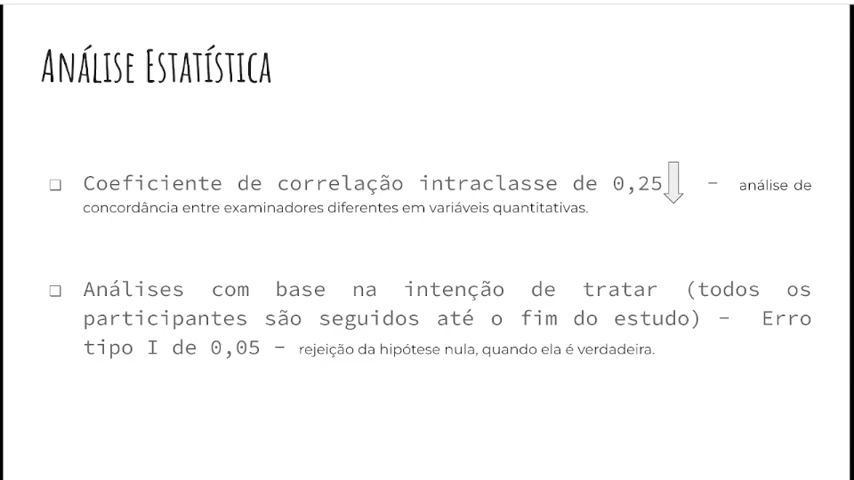 Análise Estatística
❏ Coeficiente de correlação intraclasse de 0,25 – análise de
concordância entre examinadores diferentes em variáveis quantitativas.
❏ Análises com base na intenção de tratar (todos os
participantes são seguidos até o fim do estudo) – Erro
tipo I de 0,05 – rejeição da hipótese nula, quando ela é verdadeira.